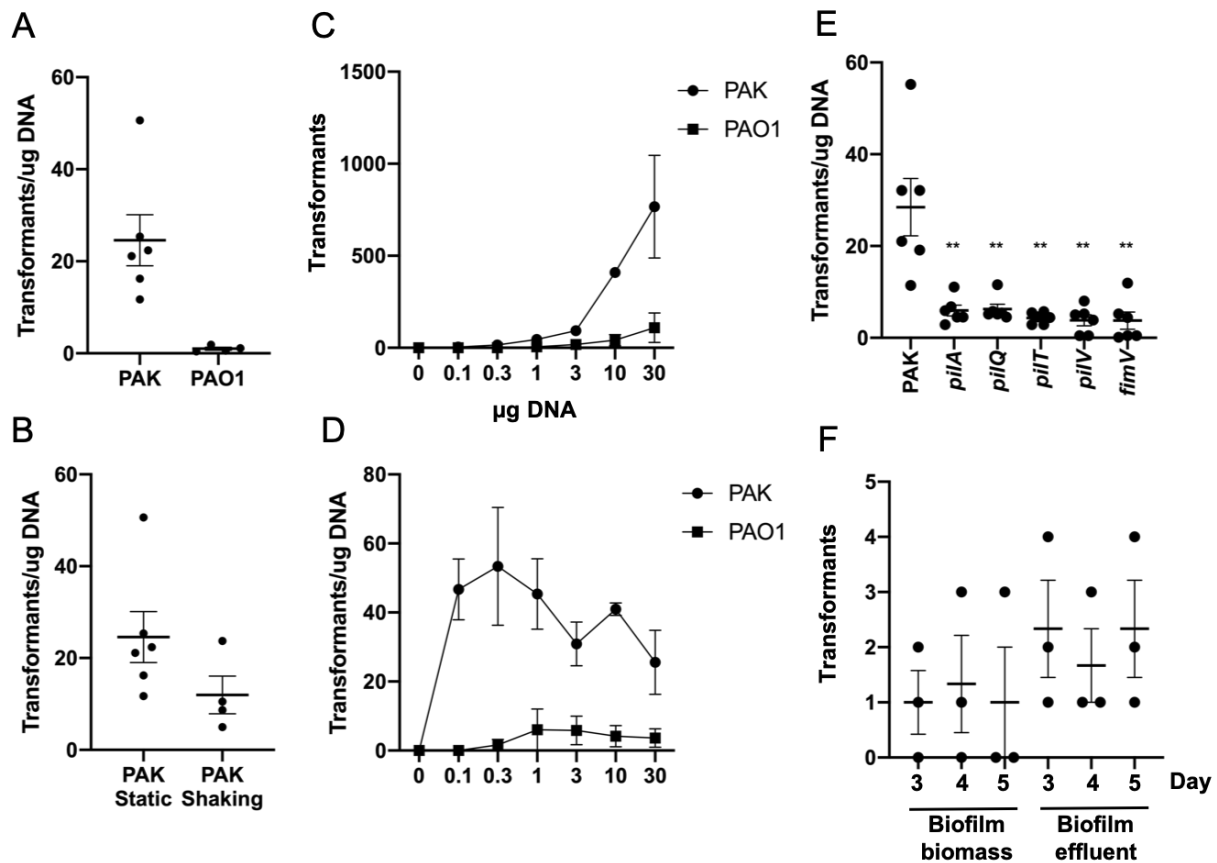 A
Transformants/ug DNA
60
40
20
0
PAK
PAO1
B
Transformants/ug DNA
60
40
20
0
PAK
Static
PAK
Shaking
C
Transformants
1500
1000
500
0
0 0.1 0.3 1 3 10 30
µg DNA
PAK
PAO1
D
Transformants/ug DNA
80
60
40
20
0
0 0.1 0.3 1 3 10 30
PAK
PAO1
E
Transformants/ug DNA
60
40
20
0
** ** ** ** **
PAK
pilA
pilQ
pilT
pilV
fimV
F
Transformants
5
4
3
2
1
0
3 4 5 3 4 5 Day
Biofilm
biomass
Biofilm
effluent